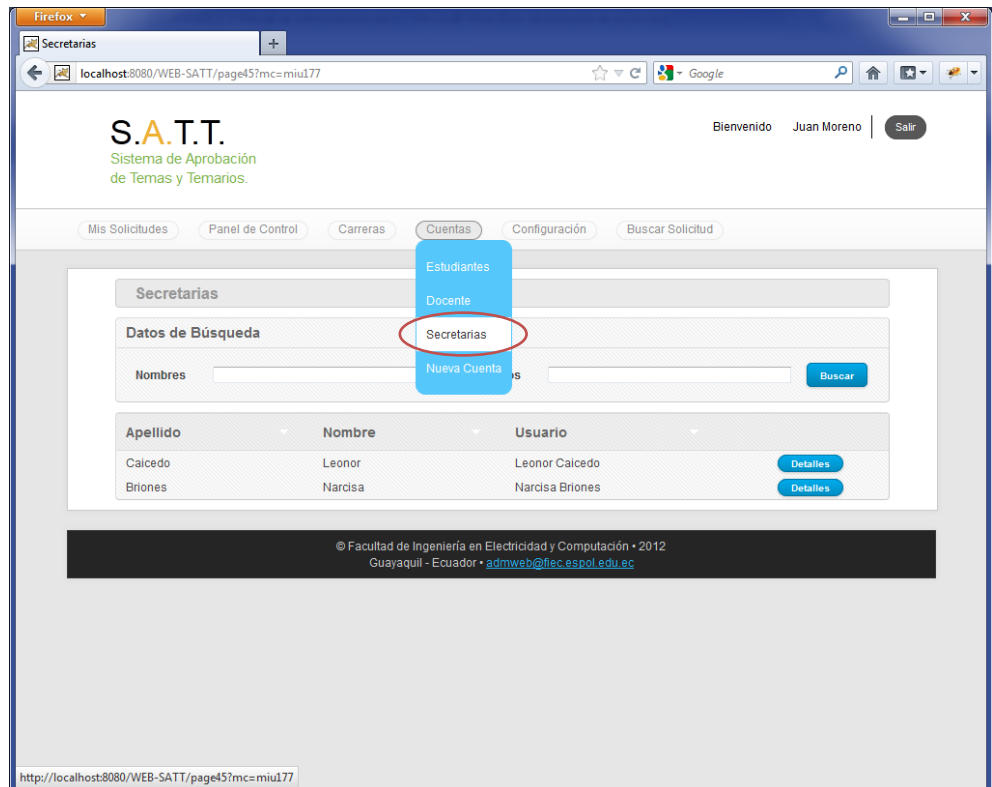 Firefox
Secretarias
localhost:8080/WEB-SATT/page45?mc=miu177
Google
S.A.T.T.
Sistema de Aprobación
de Temas y Temarios.
Bienvenido Juan Moreno Salir
Mis Solicitudes Panel de Control Carreras Cuentas Configuración Buscar Solicitud
Estudiantes
Docente
Secretarias
Nueva Cuenta
Secretarias
Datos de Búsqueda
Nombres os Buscar
Apellido Nombre Usuario
Caicedo Leonor Leonor Caicedo Detalles
Briones Narcisa Narcisa Briones Detalles
© Facultad de Ingeniería en Electricidad y Computación • 2012
Guayaquil - Ecuador • admweb@fiec.espol.edu.ec
http://localhost:8080/WEB-SATT/page45?mc=miu177